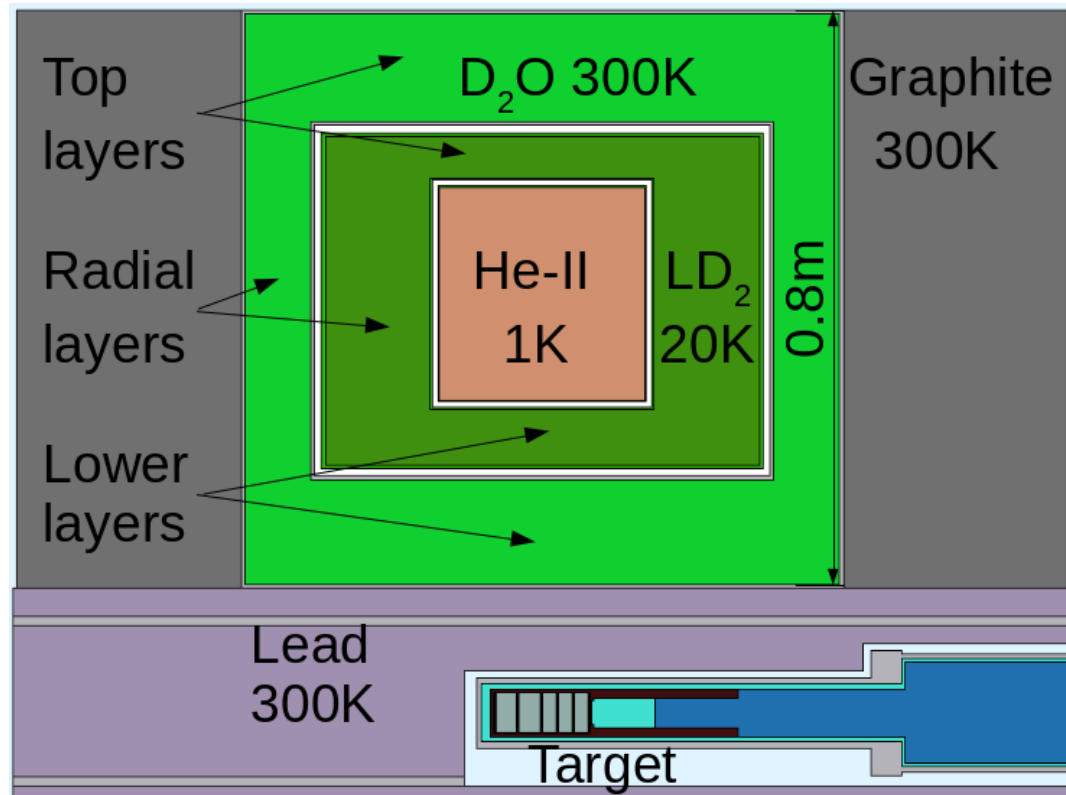 Top
layers
D₂O 300K
Graphite
300K
Radial
layers
He-II
1K
LD₂
20K
0.8m
Lower
layers
Lead
300K
Target